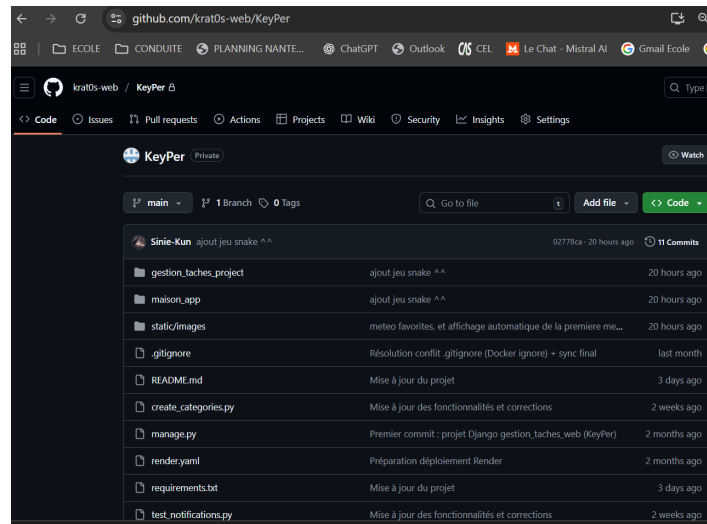 github.com/krat0s-web/KeyPer
ECOLE CONDUITE PLANNING NANTE... ChatGPT Outlook CEL Le Chat - Mistral AI Gmail Ecole
krat0s-web / KeyPer Type
Code Issues Pull requests Actions Projects Wiki Security Insights Settings
KeyPer Private Watch
main 1 Branch 0 Tags Go to file t Add file Code
Sinie-Kun ajout jeu snake ^^ 02778ca · 20 hours ago 11 Commits
gestion_taches_project ajout jeu snake ^^ 20 hours ago
maison_app ajout jeu snake ^^ 20 hours ago
static/images meteo favorites, et affichage automatique de la premiere me... 20 hours ago
.gitignore Résolution conflit .gitignore (Docker ignore) + sync final last month
README.md Mise à jour du projet 3 days ago
create_categories.py Mise à jour des fonctionnalités et corrections 2 weeks ago
manage.py Premier commit : projet Django gestion_taches_web (KeyPer) 2 months ago
render.yaml Préparation déploiement Render 2 months ago
requirements.txt Mise à jour du projet 3 days ago
test_notifications.py Mise à jour des fonctionnalités et corrections 2 weeks ago